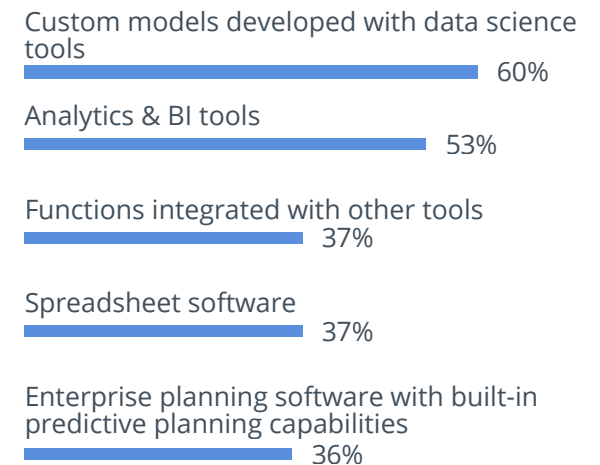 Custom models developed with data science
tools
60%
Analytics & BI tools
53%
Functions integrated with other tools
37%
Spreadsheet software
37%
Enterprise planning software with built-in
predictive planning capabilities
36%